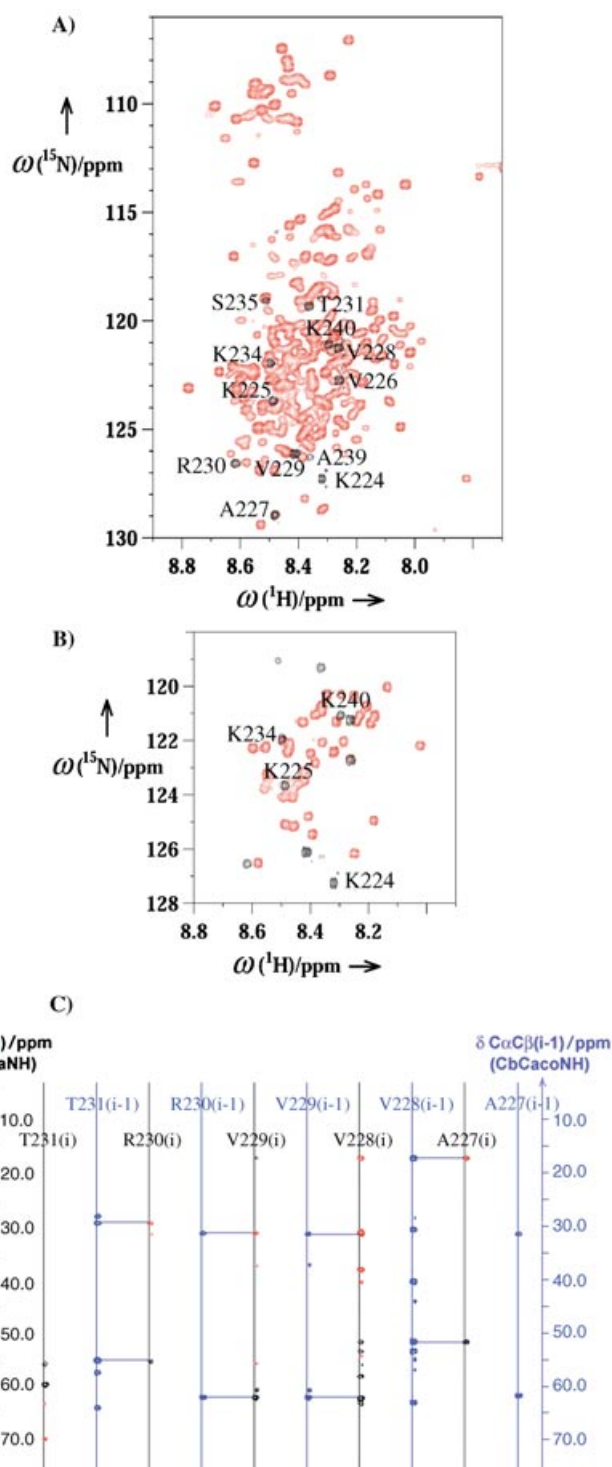 A)
110
ω(¹⁵N)/ppm
115
S235 T231
120
K240
V228
K234
V226
K225
125
A239
R230 V229 K224
A227
130
8.8 8.6 8.4 8.2 8.0
ω(¹H)/ppm
B)
120
K240
K234
122
ω(¹⁵N)/ppm
K225
124
126
K224
128
8.8 8.6 8.4 8.2
ω(¹H)/ppm
C)
)/ppm δ CαCβ(i-1)/ppm
aNH) (CbCacoNH)
T231(i-1) R230(i-1) V229(i-1) V228(i-1) A227(i-1)
10.0 10.0
T231(i) R230(i) V229(i) V228(i) A227(i)
20.0 20.0
30.0 30.0
40.0 40.0
50.0 50.0
60.0 60.0
70.0 70.0